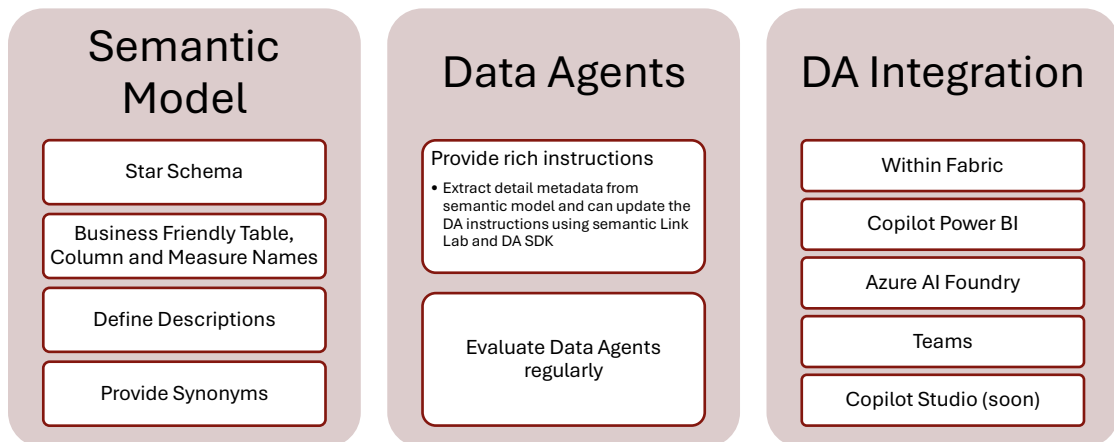 Semantic
Model
Star Schema
Business Friendly Table,
Column and Measure Names
Define Descriptions
Provide Synonyms
Data Agents
Provide rich instructions
• Extract detail metadata from
semantic model and can update the
DA instructions using semantic Link
Lab and DA SDK
Evaluate Data Agents
regularly
DA Integration
Within Fabric
Copilot Power BI
Azure AI Foundry
Teams
Copilot Studio (soon)